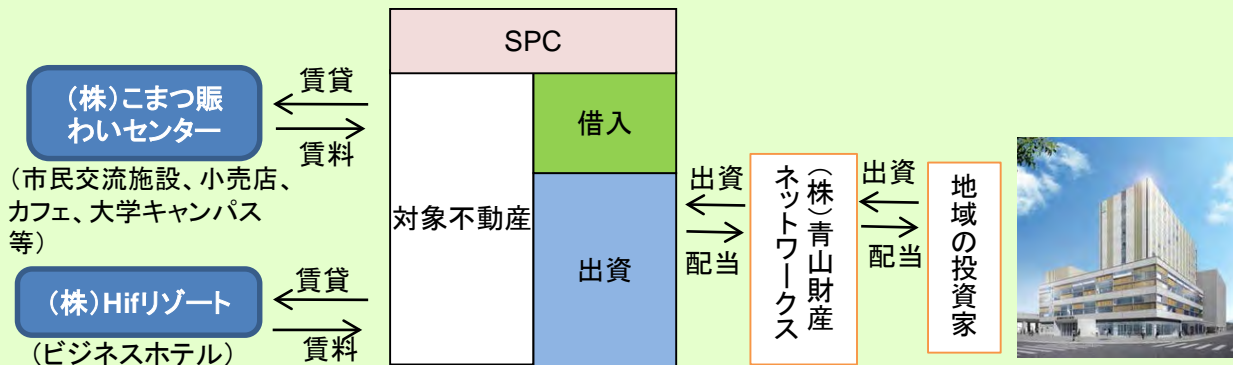 SPC
(株)こまつ賑
わいセンター
賃貸
賃料
(市民交流施設、小売店、
カフェ、大学キャンパス
等)
(株)Hifリゾート
賃貸
賃料
(ビジネスホテル)
対象不動産
借入
出資
出資
配当
(株)青山財産
ネットワークス
出資
配当
地域の投資家